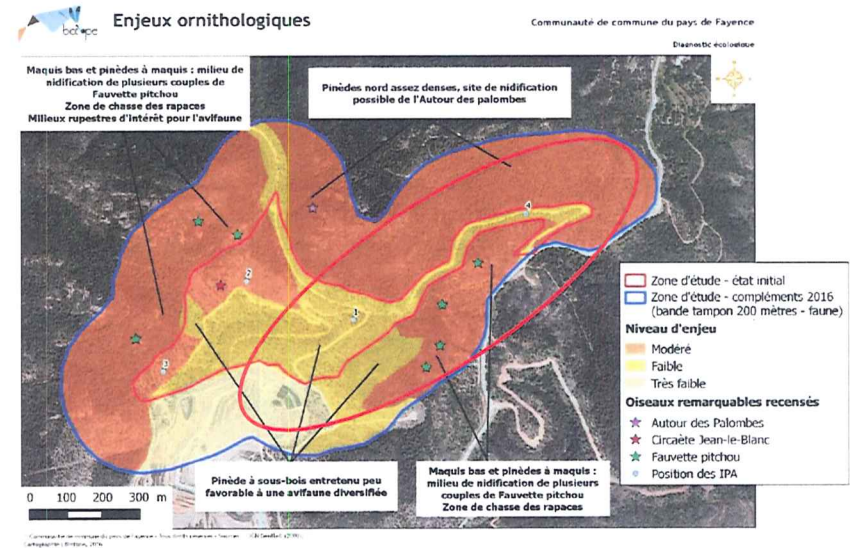 Enjeux ornithologiques
Communauté de commune du pays de Fayence
Diagnostic écologique
Maquis bas et pinèdes à maquis : milieu de
nidification de plusieurs couples de
Fauvette pitchou
Zone de chasse des rapaces
Milieux rupestres d'intérêt pour l'avifaune
Pinèdes nord assez denses, site de nidification
possible de l'Autour des palombes
4
2
1
3
Zone d'étude - état initial
Zone d'étude - compléments 2016
(bande tampon 200 mètres - faune)
Niveau d'enjeu
Modéré
Faible
Très faible
Oiseaux remarquables recensés
Autour des Palombes
Circaète Jean-le-Blanc
Fauvette pitchou
Position des IPA
Pinède à sous-bois entretenu peu
favorable à une avifaune diversifiée
Maquis bas et pinèdes à maquis :
milieu de nidification de plusieurs
couples de Fauvette pitchou
Zone de chasse des rapaces
0 100 200 300 m